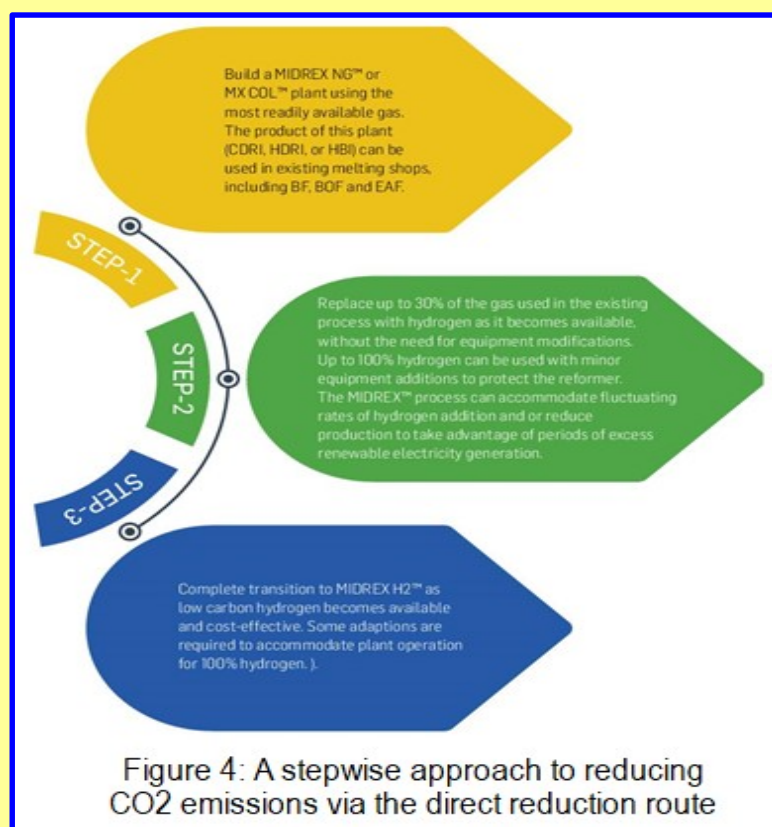 Build a MIDREX NG™ or
MX COL™ plant using the
most readily available gas.
The product of this plant
(CDRI, HDRI, or HBI) can be
used in existing melting shops,
including BF, BOF and EAF.
STEP-1
Replace up to 30% of the gas used in the existing
process with hydrogen as it becomes available,
without the need for equipment modifications.
Up to 100% hydrogen can be used with minor
equipment additions to protect the reformer.
The MIDREX™ process can accommodate fluctuating
rates of hydrogen addition and or reduce
production to take advantage of periods of excess
renewable electricity generation.
STEP-2
STEP-3
Complete transition to MIDREX H2™ as
low carbon hydrogen becomes available
and cost-effective. Some adaptions are
required to accommodate plant operation
for 100% hydrogen. ).
Figure 4: A stepwise approach to reducing
CO2 emissions via the direct reduction route